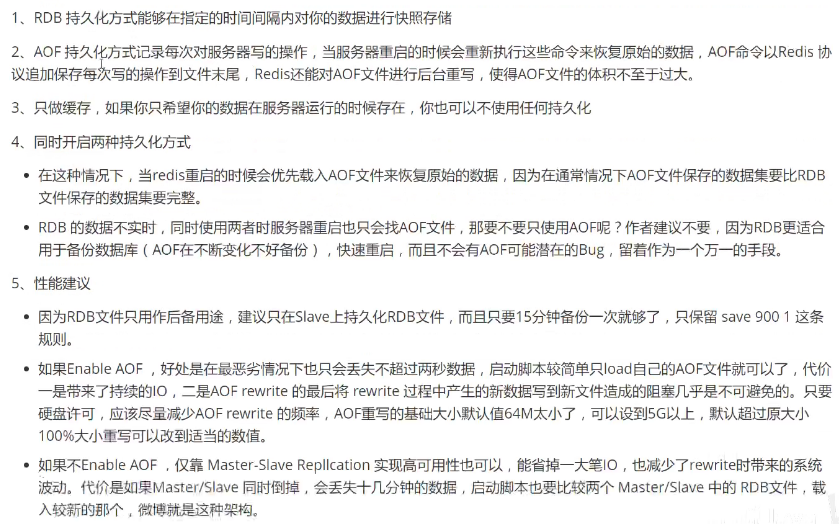 1、RDB 持久化方式能够在指定的时间间隔内对你的数据进行快照存储
2、AOF 持久化方式记录每次对服务器写的操作，当服务器重启的时候会重新执行这些命令来恢复原始的数据，AOF命令以Redis 协
议追加保存每次写的操作到文件末尾，Redis还能对AOF文件进行后台重写，使得AOF文件的体积不至于过大。
3、只做缓存，如果你只希望你的数据在服务器运行的时候存在，你也可以不使用任何持久化
4、同时开启两种持久化方式
• 在这种情况下，当redis重启的时候会优先载入AOF文件来恢复原始的数据，因为在通常情况下AOF文件保存的数据集要比RDB
文件保存的数据集要完整。
• RDB 的数据不实时，同时使用两者时服务器重启也只会找AOF文件，那要不要只使用AOF呢？作者建议不要，因为RDB更适合
用于备份数据库（AOF在不断变化不好备份），快速重启，而且不会有AOF可能潜在的Bug，留着作为一个万一的手段。
5、性能建议
• 因为RDB文件只用作后备用途，建议只在Slave上持久化RDB文件，而且只要15分钟备份一次就够了，只保留 save 900 1 这条
规则。
• 如果Enable AOF ，好处是在最恶劣情况下也只会丢失不超过两秒数据，启动脚本较简单只load自己的AOF文件就可以了，代价
一是带来了持续的IO，二是AOF rewrite 的最后将 rewrite 过程中产生的新数据写到新文件造成的阻塞几乎是不可避免的。只要
硬盘许可，应该尽量减少AOF rewrite 的频率，AOF重写的基础大小默认值64M太小了，可以设到5G以上，默认超过原大小
100%大小重写可以改到适当的数值。
• 如果不Enable AOF ，仅靠 Master-Slave Repllcation 实现高可用性也可以，能省掉一大笔IO，也减少了rewrite时带来的系统
波动。代价是如果Master/Slave 同时倒掉，会丢失十几分钟的数据，启动脚本也要比较两个 Master/Slave 中的 RDB文件，载
入较新的那个，微博就是这种架构。